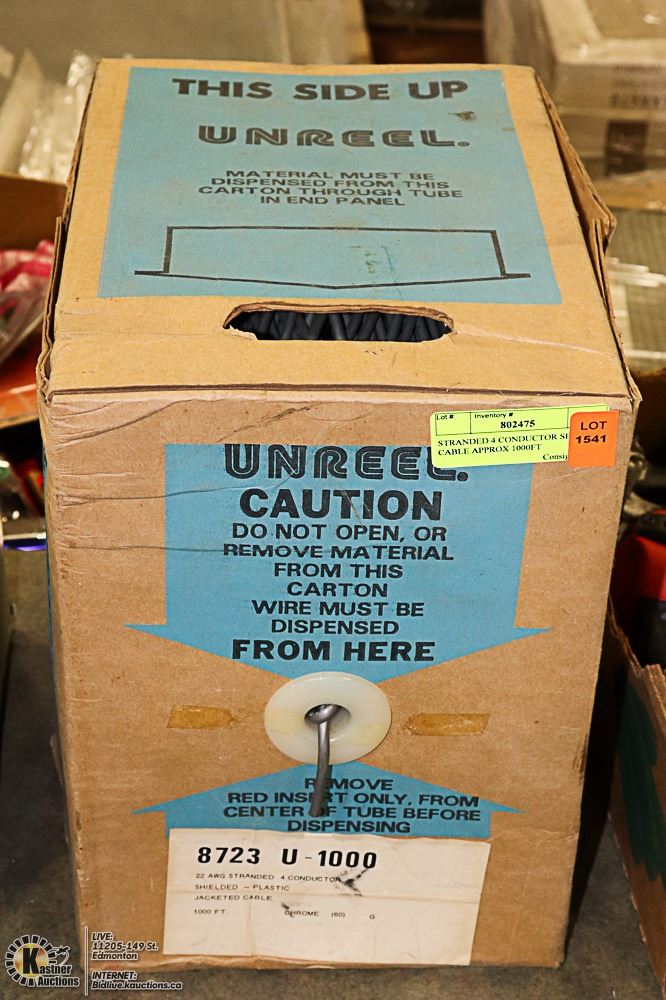 THIS SIDE UP
UNREEL®
MATERIAL MUST BE
DISPENSED FROM THIS
CARTON THROUGH TUBE
IN END PANEL
Lot # Inventory #
802475
STRANDED 4 CONDUCTOR
CABLE APPROX 1000FT
LOT
1541
UNREEL
CAUTION
DO NOT OPEN, OR
REMOVE MATERIAL
FROM THIS
CARTON
WIRE MUST BE
DISPENSED
FROM HERE
REMOVE
RED INSERT ONLY, FROM
CENTER OF TUBE BEFORE
DISPENSING
8723 U-1000
22 AWG STRANDED 4 CONDUCTOR
SHIELDED - PLASTIC
JACKETED CABLE
1000 FT. CHROME (60) G
Kastner
Auctions
LIVE:
11205-149 St.
Edmonton
INTERNET:
Bidlive.kauctions.ca